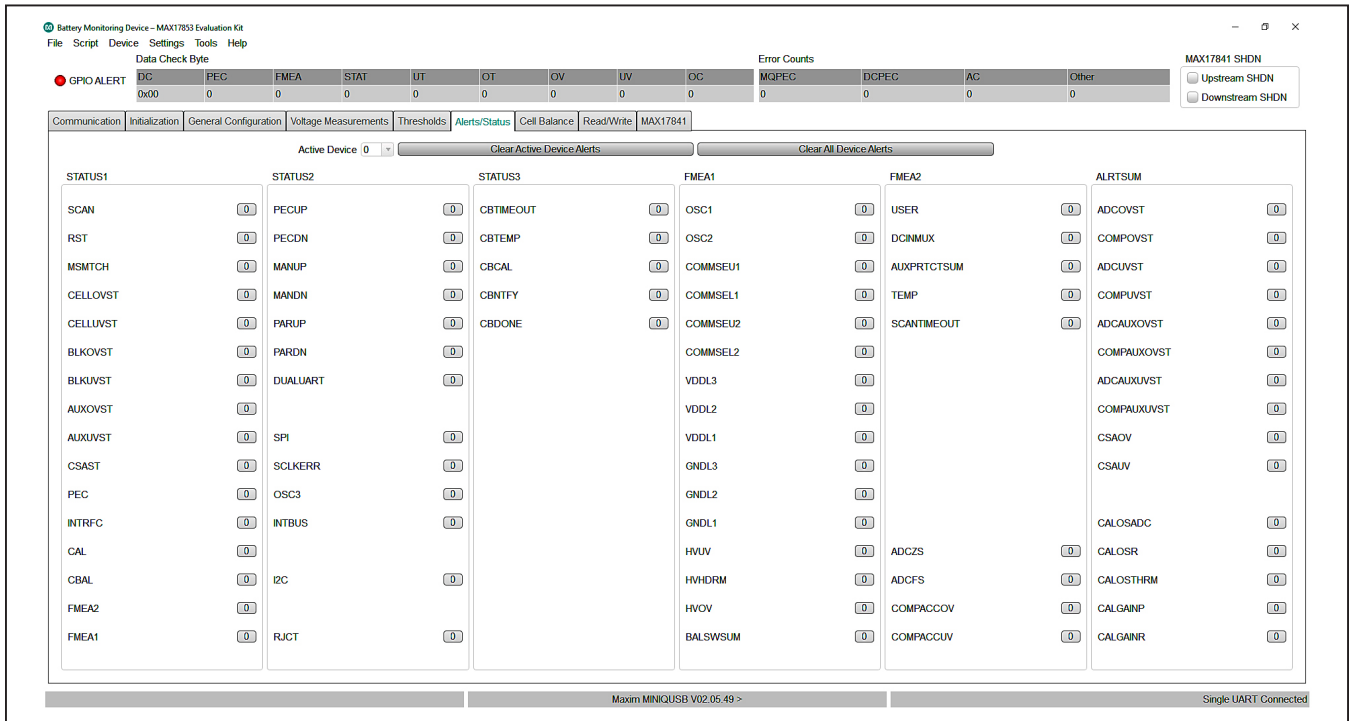 Battery Monitoring Device – MAX17853 Evaluation Kit
File Script Device Settings Tools Help
Data Check Byte Error Counts MAX17841 SHDN
GPIO ALERT DC PEC FMEA STAT UT OT OV UV OC MQPEC DCPEC AC Other Upstream SHDN
0x00 0 0 0 0 0 0 0 0 0 0 0 0 Downstream SHDN
Communication Initialization General Configuration Voltage Measurements Thresholds Alerts/Status Cell Balance Read/Write MAX17841
Active Device 0 Clear Active Device Alerts Clear All Device Alerts
STATUS1 STATUS2 STATUS3 FMEA1 FMEA2 ALRTSUM
SCAN 0 PECUP 0 CBTIMEOUT 0 OSC1 0 USER 0 ADCOVST 0
RST 0 PECDN 0 CBTEMP 0 OSC2 0 DCINMUX 0 COMPOVST 0
MSMTCH 0 MANUP 0 CBCAL 0 COMMSEU1 0 AUXPRTCTSUM 0 ADCUVST 0
CELLOVST 0 MANDN 0 CBNTFY 0 COMMSEL1 0 TEMP 0 COMPUVST 0
CELLUVST 0 PARUP 0 CBDONE 0 COMMSEU2 0 SCANTIMEOUT 0 ADCAUXOVST 0
BLKOVST 0 PARDN 0 COMMSEL2 0 COMPAUXOVST 0
BLKUVST 0 DUALUART 0 VDDL3 0 ADCAUXUVST 0
AUXOVST 0 VDDL2 0 COMPAUXUVST 0
AUXUVST 0 SPI 0 VDDL1 0 CSAOV 0
CSAST 0 SCLKERR 0 GNDL3 0 CSAUV 0
PEC 0 OSC3 0 GNDL2 0
INTRFC 0 INTBUS 0 GNDL1 0 CALOSADC 0
CAL 0 HVUV 0 ADCZS 0 CALOSR 0
CBAL 0 I2C 0 HVHDRM 0 ADCFS 0 CALOSTHRM 0
FMEA2 0 HVOV 0 COMPACCOV 0 CALGAINP 0
FMEA1 0 RJCT 0 BALSWSUM 0 COMPACCUV 0 CALGAINR 0
Maxim MINIQUSB V02.05.49 > Single UART Connected